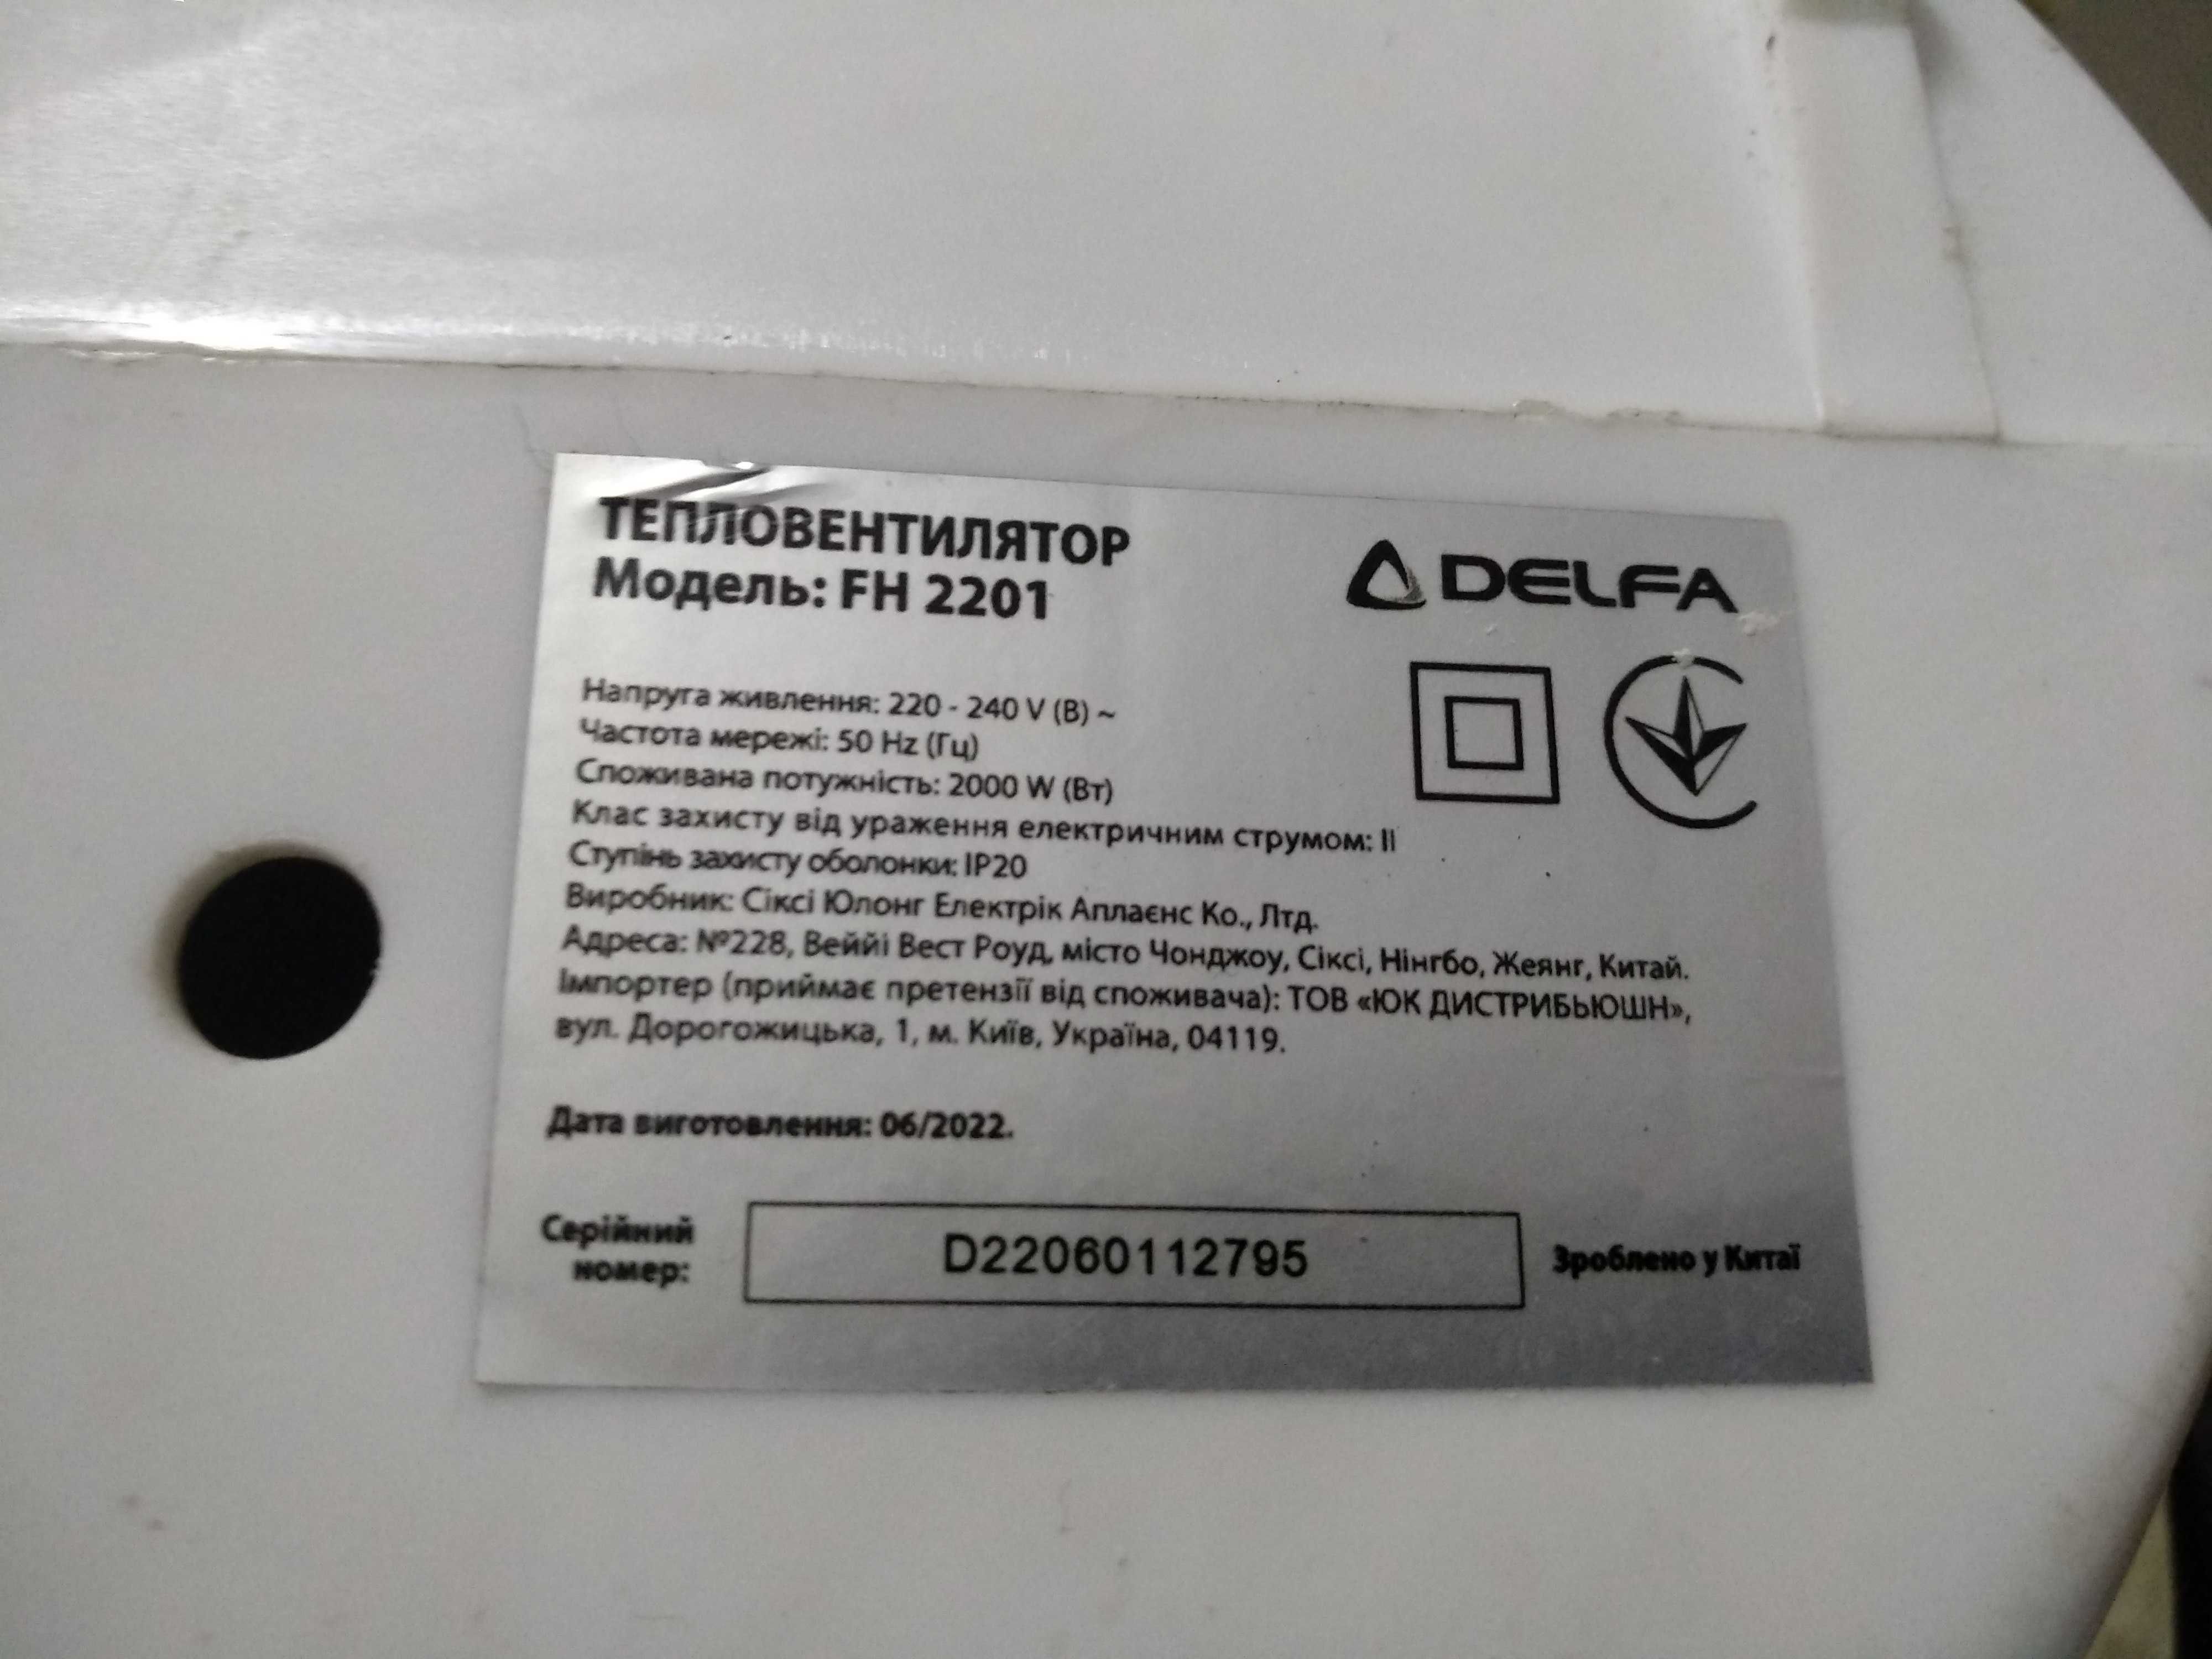 ТЕПЛОВЕНТИЛЯТОР
Модель: FH 2201
DELFA
Напруга живлення: 220 - 240 V (В) ~
Частота мережі: 50 Hz (Гц)
Споживана потужність: 2000 W (Вт)
Клас захисту від ураження електричним струмом: II
Ступінь захисту оболонки: IP20
Виробник: Сіксі Юлонг Електрік Аплаєнс Ко., Лтд.
Адреса: №228, Веййі Вест Роуд, місто Чонджоу, Сіксі, Нінгбо, Жеянг, Китай.
Імпортер (приймає претензії від споживача): ТОВ «ЮК ДИСТРИБЬЮШН»,
вул. Дорогожицька, 1, м. Київ, Україна, 04119.
Дата виготовлення: 06/2022.
Серійний
номер:
D22060112795
Зроблено у Китаї